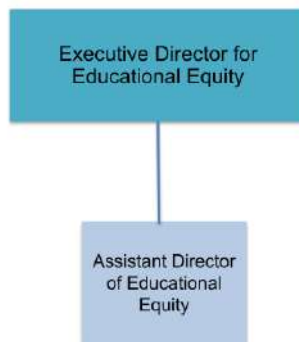 Executive Director for
Educational Equity
Assistant Director
of Educational
Equity